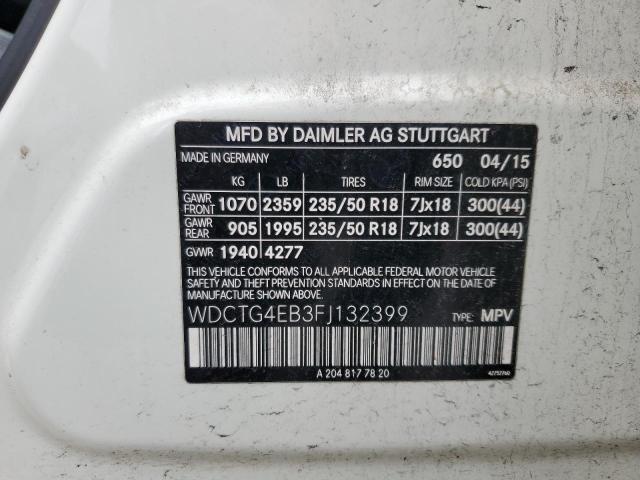 MFD BY DAIMLER AG STUTTGART
MADE IN GERMANY 650 04/15
KG LB TIRES RIM SIZE COLD KPA (PSI)
GAWR FRONT 1070 2359 235/50 R18 7Jx18 300(44)
GAWR REAR 905 1995 235/50 R18 7Jx18 300(44)
GVWR 1940 4277
THIS VEHICLE CONFORMS TO ALL APPLICABLE FEDERAL MOTOR VEHICLE
SAFETY AND THEFT PREVENTION STANDARDS IN EFFECT ON THE DATE
OF MANUFACTURE SHOWN ABOVE.
WDCTG4EB3FJ132399 TYPE: MPV
A 204 817 78 20